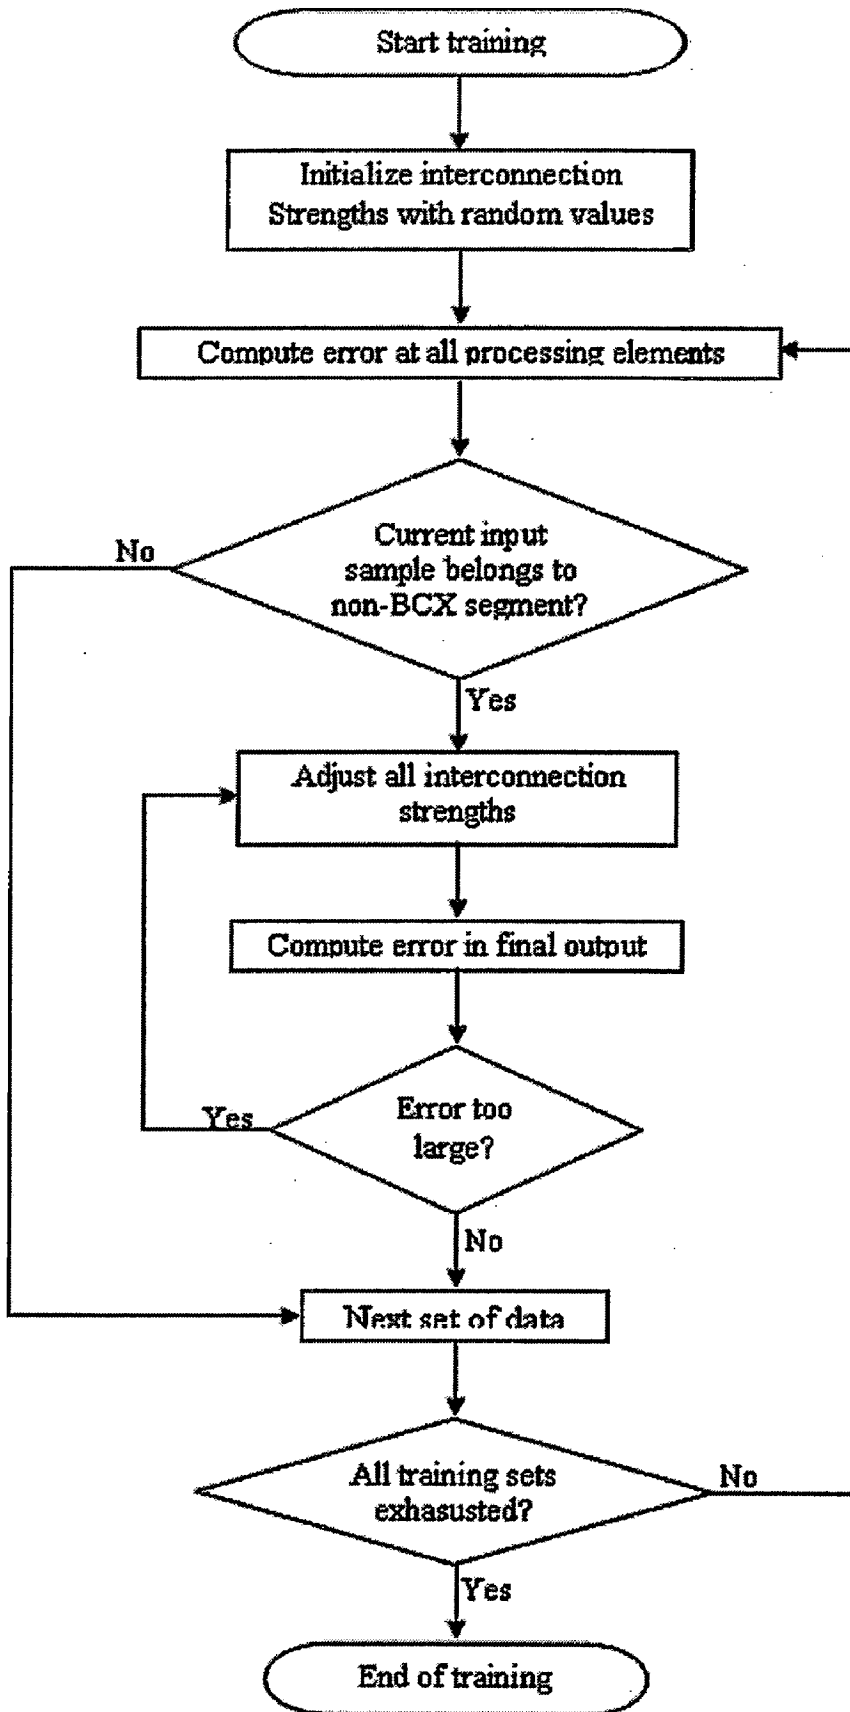 Start training
Initialize interconnection
Strengths with random values
Compute error at all processing elements
Current input
sample belongs to
non-BCX segment?
No
Yes
Adjust all interconnection
strengths
Compute error in final output
Error too
large?
Yes
No
Next set of data
All training sets
exhasusted?
No
Yes
End of training